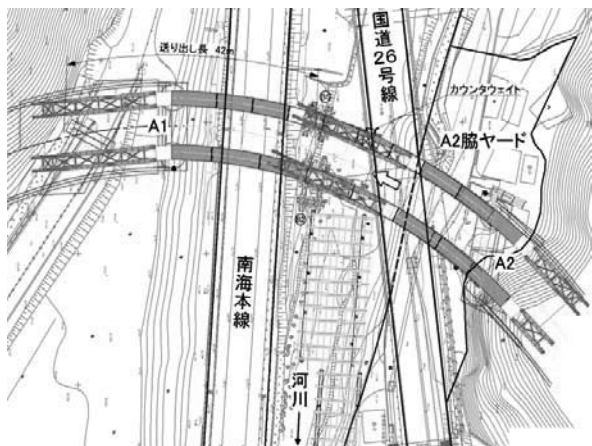 送り出し長 42m
国道26号線
カウンタウェイト
A1
A2脇ヤード
A2
南海本線
河川